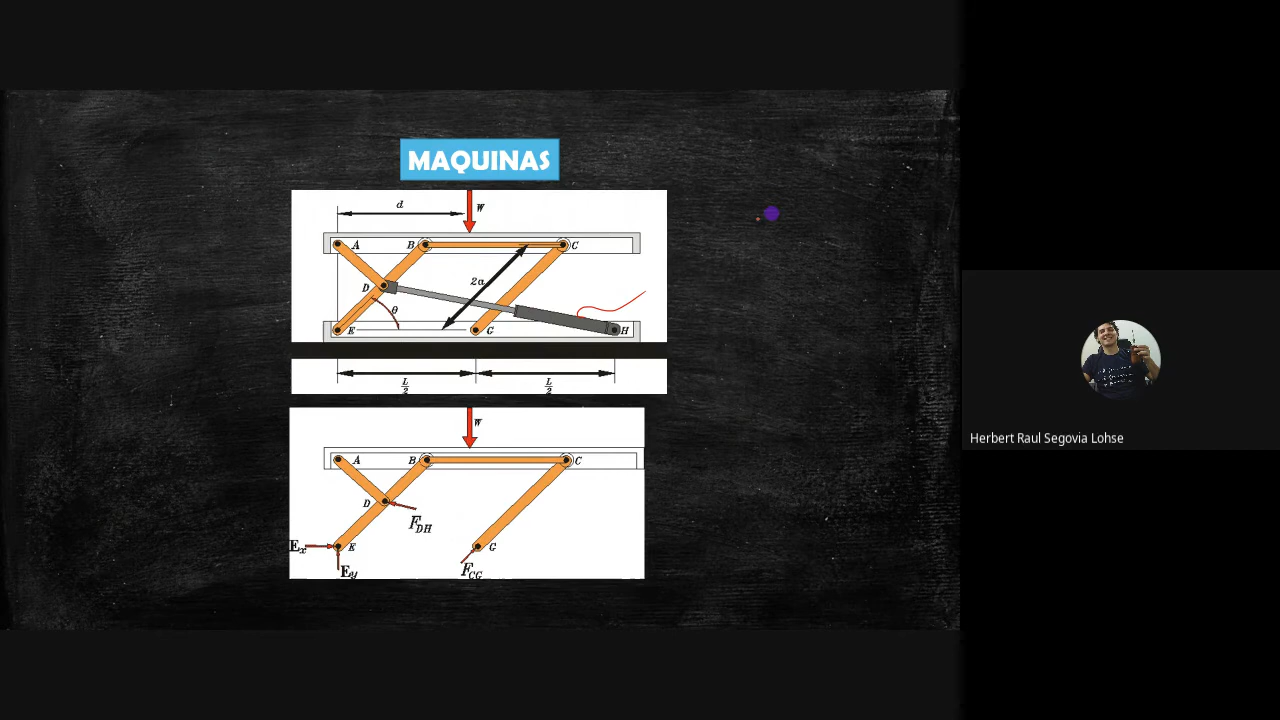 MAQUINAS
d
W
A
B
C
2a
D
θ
E
G
H
L/2
L/2
W
A
B
C
D
F_DH
E_x
E
G
E_y
F_CG
Herbert Raul Segovia Lohse